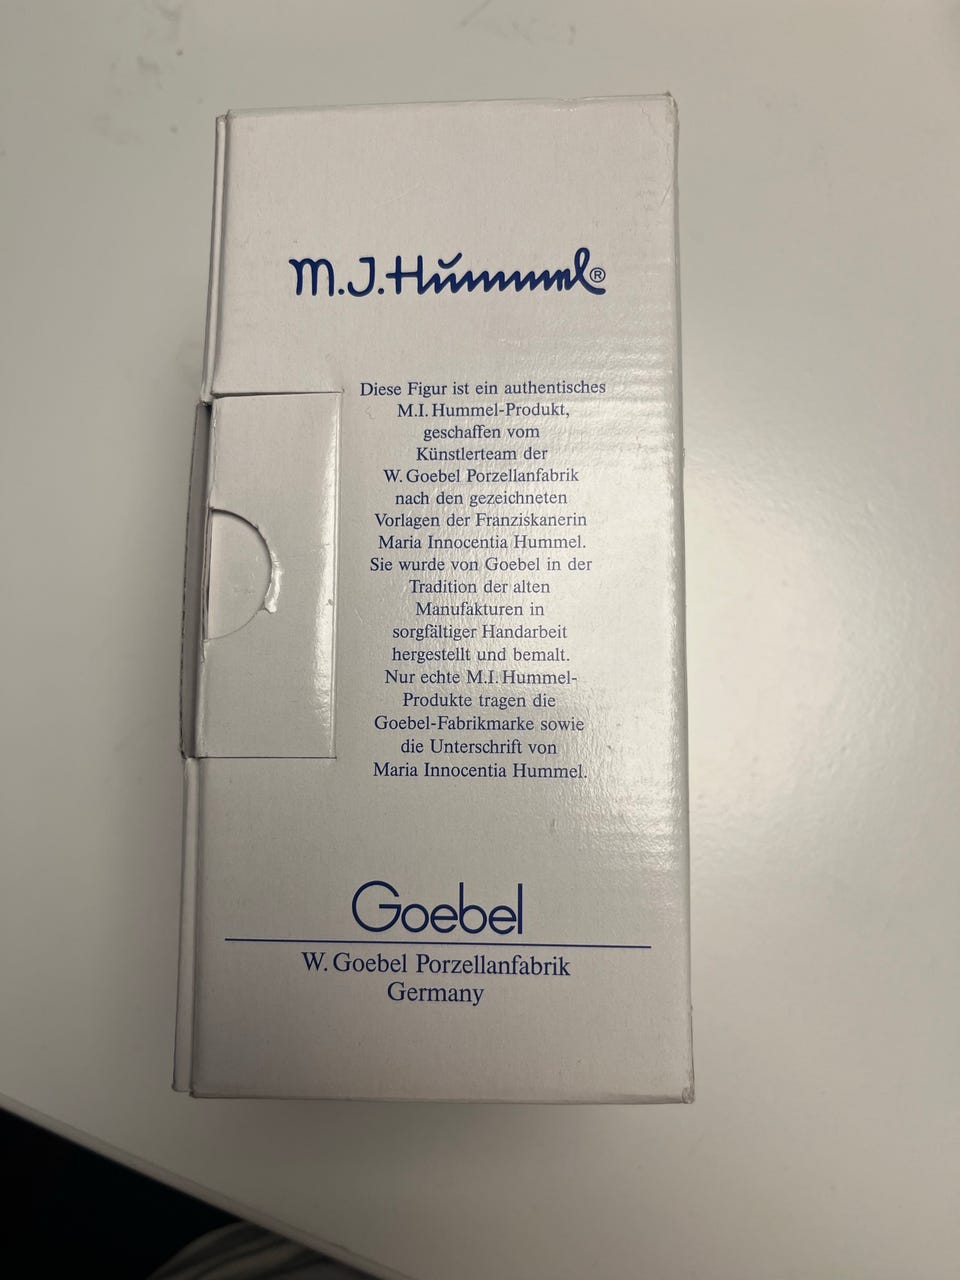 M.J.Hummel®
Diese Figur ist ein authentisches
M.I. Hummel-Produkt,
geschaffen vom
Künstlerteam der
W. Goebel Porzellanfabrik
nach den gezeichneten
Vorlagen der Franziskanerin
Maria Innocentia Hummel.
Sie wurde von Goebel in der
Tradition der alten
Manufakturen in
sorgfältiger Handarbeit
hergestellt und bemalt.
Nur echte M.I. Hummel-
Produkte tragen die
Goebel-Fabrikmarke sowie
die Unterschrift von
Maria Innocentia Hummel.
Goebel
W. Goebel Porzellanfabrik
Germany